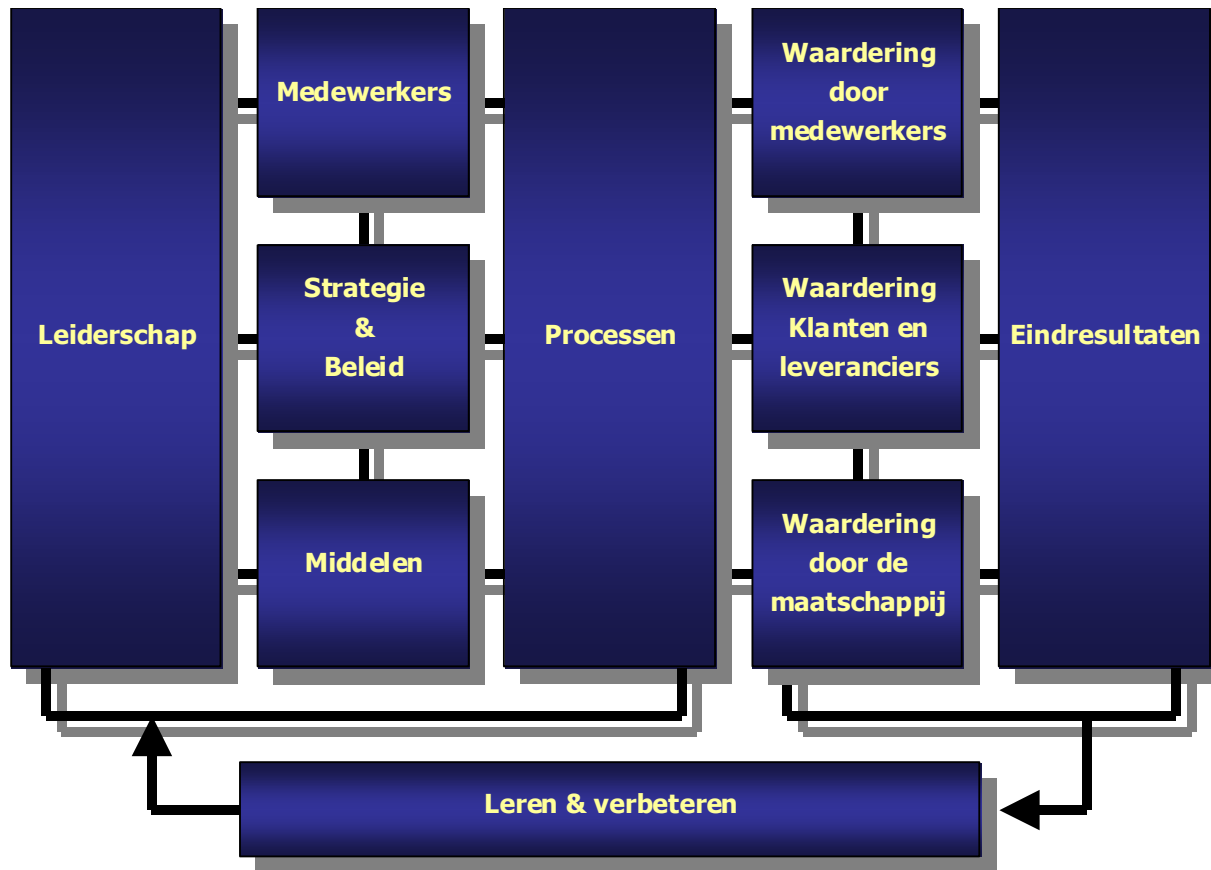 Leiderschap
Medewerkers
Strategie
&
Beleid
Middelen
Processen
Waardering
door
medewerkers
Waardering
Klanten en
leveranciers
Waardering
door de
maatschappij
Eindresultaten
Leren & verbeteren